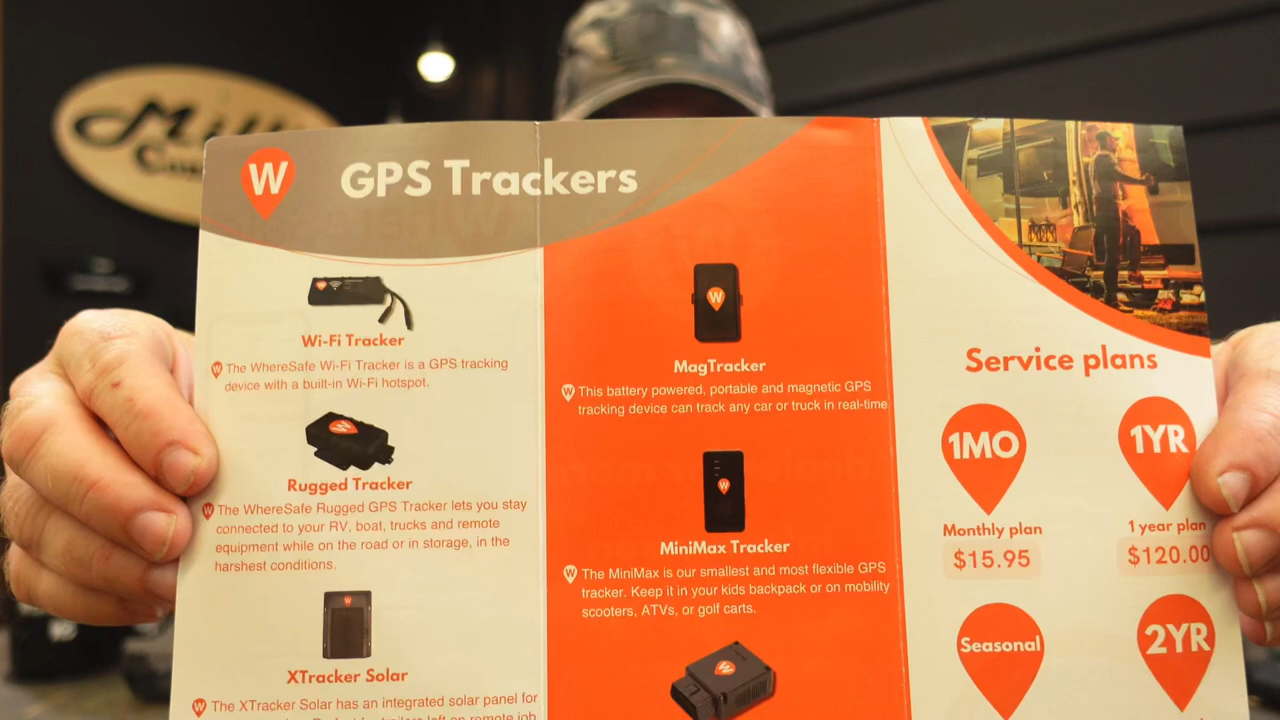 W
GPS Trackers
Wi-Fi Tracker
The WhereSafe Wi-Fi Tracker is a GPS tracking
device with a built-in Wi-Fi hotspot.
Rugged Tracker
The WhereSafe Rugged GPS Tracker lets you stay
connected to your RV, boat, trucks and remote
equipment while on the road or in storage, in the
harshest conditions.
XTracker Solar
The XTracker Solar has an integrated solar panel for
W
MagTracker
This battery powered, portable and magnetic GPS
tracking device can track any car or truck in real-time
MiniMax Tracker
The MiniMax is our smallest and most flexible GPS
tracker. Keep it in your kids backpack or on mobility
scooters, ATVs, or golf carts.
Service plans
1MO
Monthly plan
$15.95
1YR
1 year plan
$120.00
Seasonal
2YR